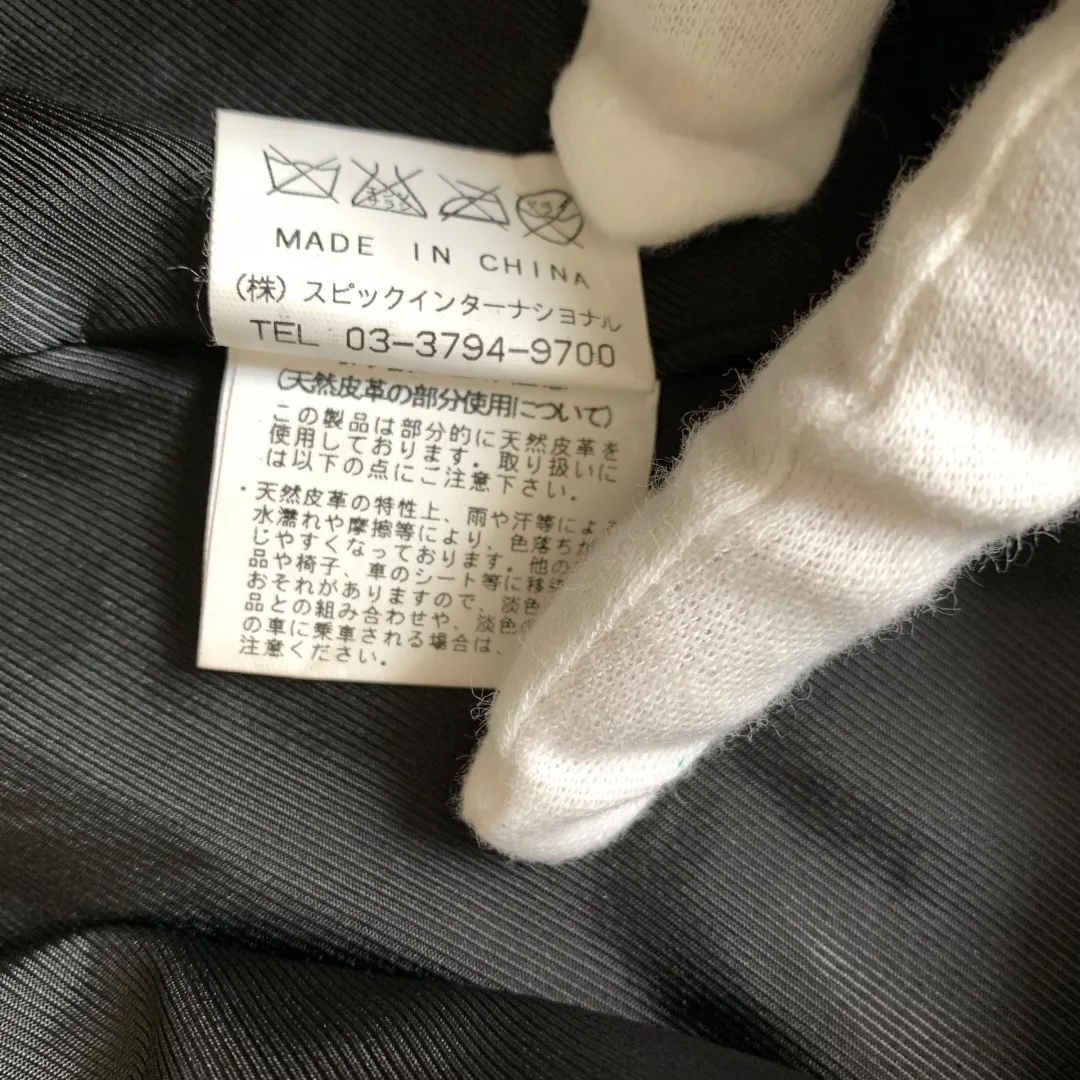 エンソ
MADE IN CHINA
(株) スピックインターナショナル
TEL 03-3794-9700
(天然皮革の部分使用について)
この製品は部分的に天然皮革を
使用しております。取り扱いに
は以下の点にご注意下さい。
・天然皮革の特性上、雨や汗等による
水濡れや摩擦等により、色落ちが
じやすくなっております。他の
品や椅子、車のシート等に移染
おそれがありますので、淡色
品との組み合わせや、淡色
の車に乗車される場合は、
注意ください。